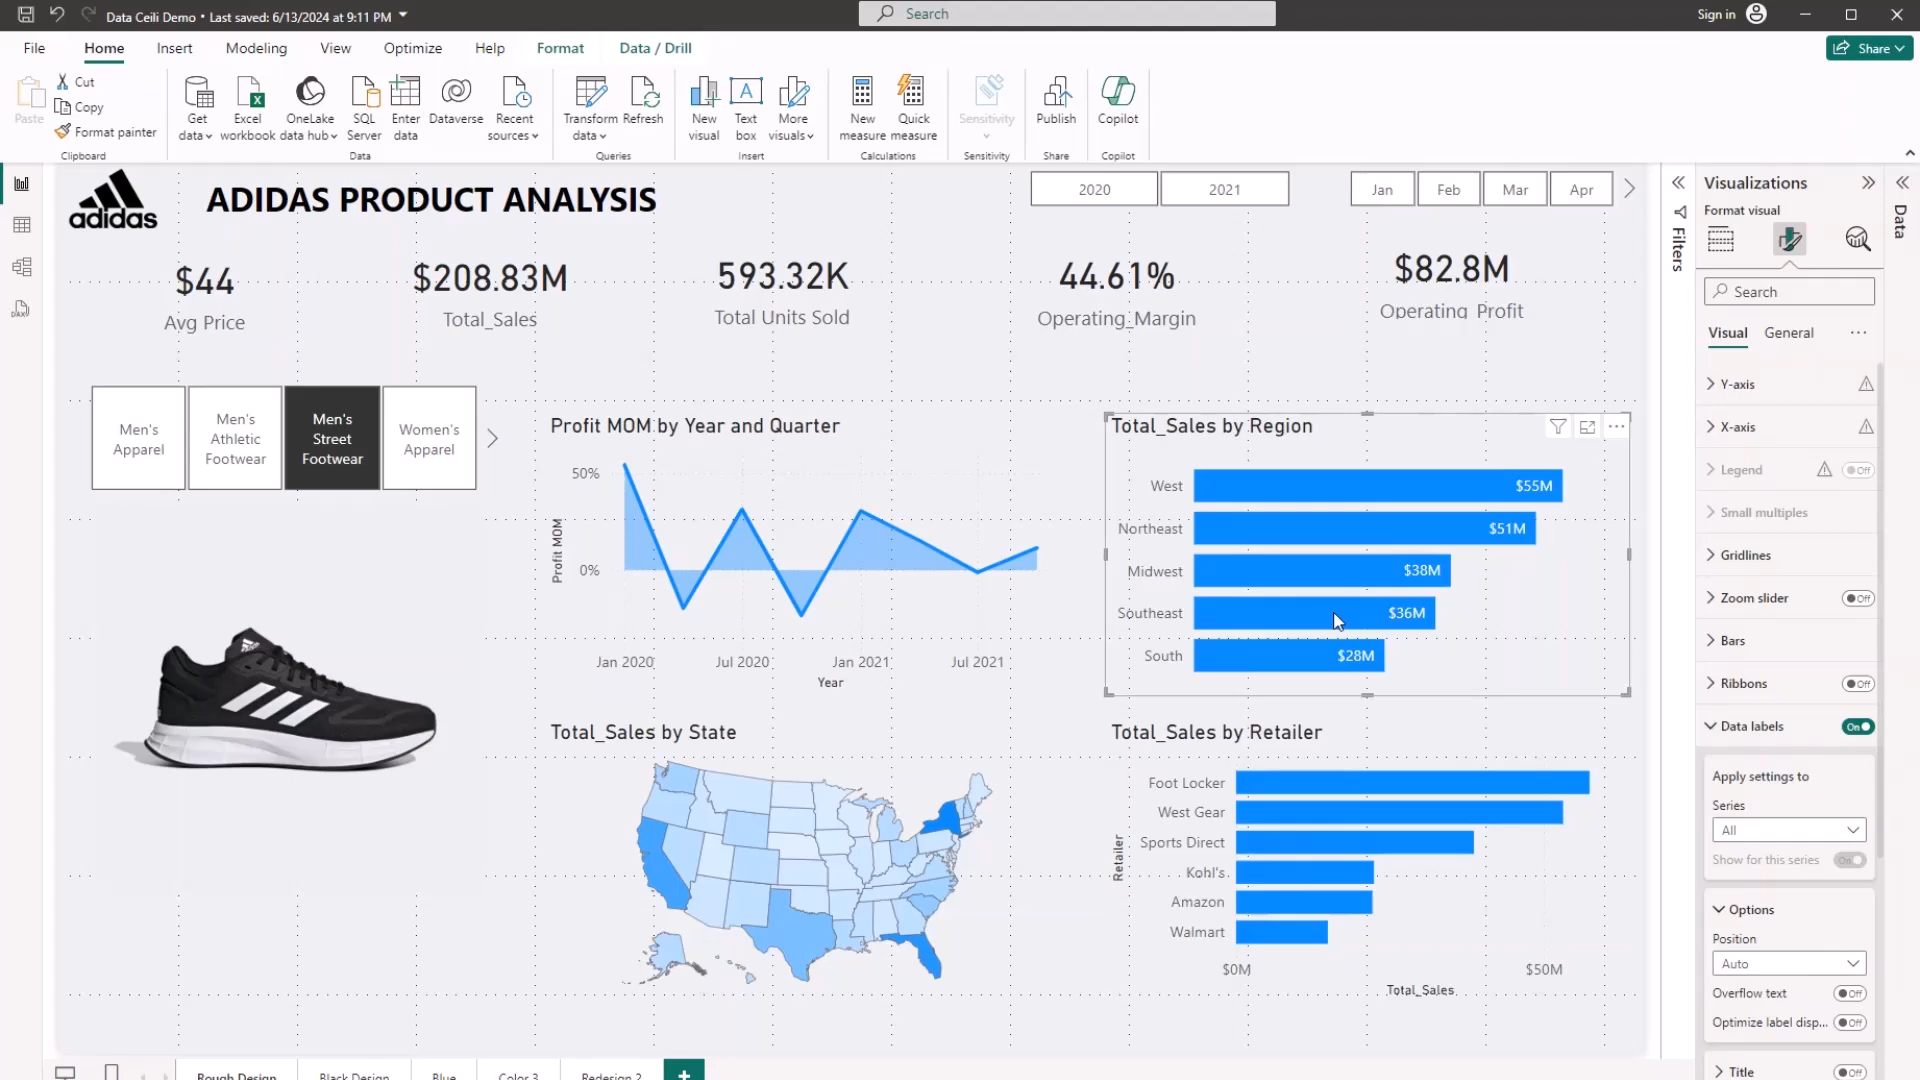 Data Ceili Demo • Last saved: 6/13/2024 at 9:11 PM
Search
Sign in
File Home Insert Modeling View Optimize Help Format Data / Drill
Share
Paste
Cut
Copy
Format painter
Clipboard
Get data
Excel workbook
OneLake data hub
SQL Server
Enter data
Dataverse
Recent sources
Data
Transform data
Refresh
Queries
New visual
Text box
More visuals
Insert
New measure
Quick measure
Calculations
Sensitivity
Sensitivity
Publish
Share
Copilot
Copilot
adidas
ADIDAS PRODUCT ANALYSIS
2020 2021
Jan Feb Mar Apr
$44
Avg Price
$208.83M
Total_Sales
593.32K
Total Units Sold
44.61%
Operating_Margin
$82.8M
Operating_Profit
Men's Apparel
Men's Athletic Footwear
Men's Street Footwear
Women's Apparel
Profit MOM by Year and Quarter
50%
0%
Profit MOM
Jan 2020 Jul 2020 Jan 2021 Jul 2021
Year
Total_Sales by Region
West $55M
Northeast $51M
Midwest $38M
Southeast $36M
South $28M
Total_Sales by State
Total_Sales by Retailer
Retailer
Foot Locker
West Gear
Sports Direct
Kohl's
Amazon
Walmart
$0M $50M
Total_Sales
Filters
Visualizations
Format visual
Search
Visual General
Y-axis
X-axis
Legend Off
Small multiples
Gridlines
Zoom slider Off
Bars
Ribbons Off
Data labels On
Apply settings to
Series
All
Show for this series On
Options
Position
Auto
Overflow text Off
Optimize label disp... Off
Title Off
Data
DAX
Rough Design Black Design Blue Color 3 Redesign 2